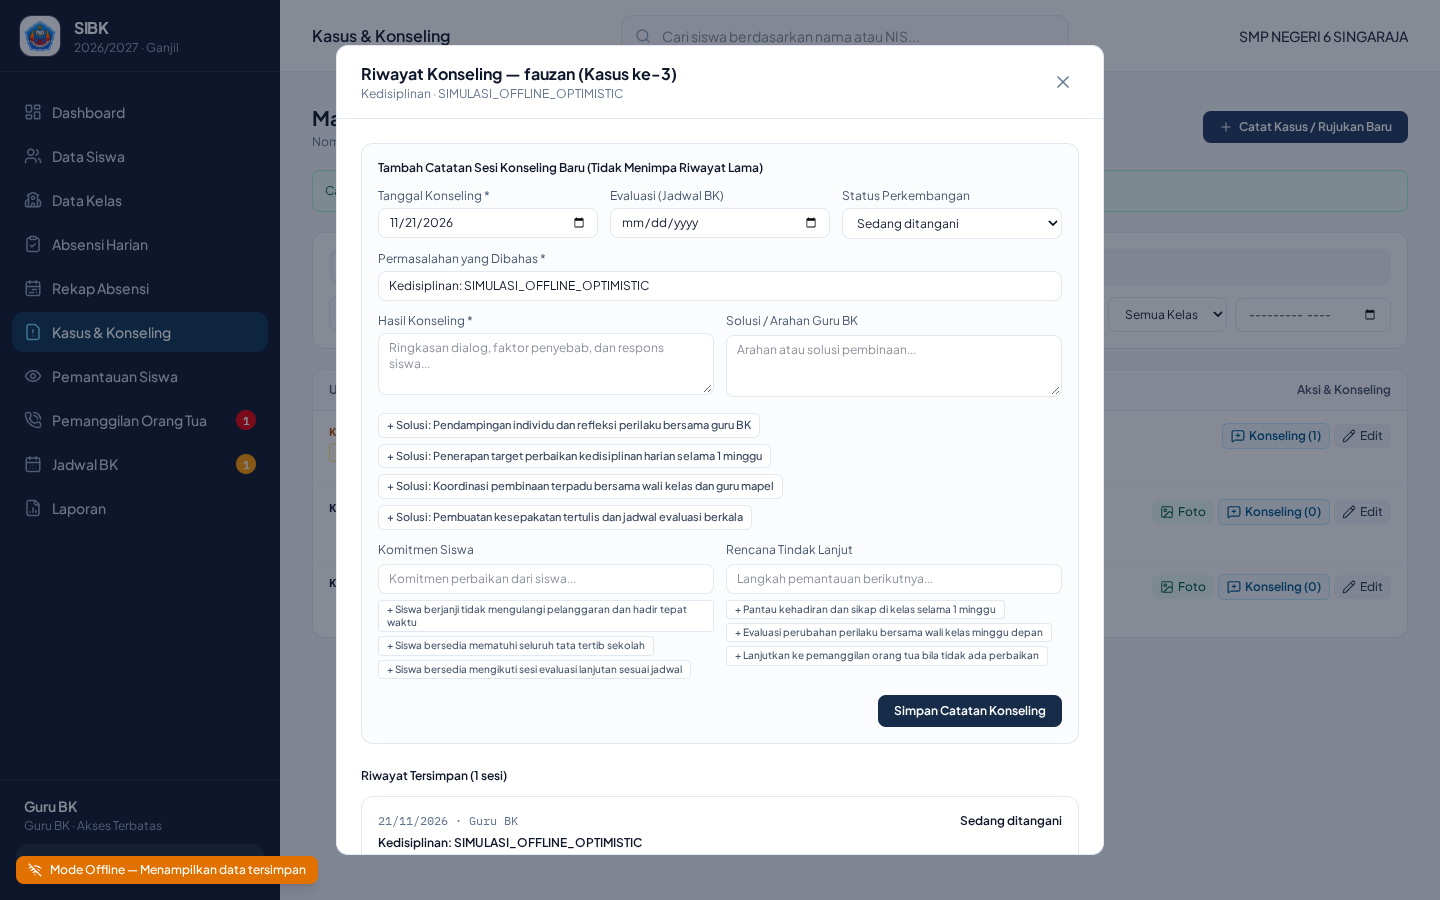 SIBK
2026/2027 · Ganjil
Dashboard
Data Siswa
Data Kelas
Absensi Harian
Rekap Absensi
Kasus & Konseling
Pemantauan Siswa
Pemanggilan Orang Tua
1
Jadwal BK
1
Laporan
Guru BK
Guru BK · Akses Terbatas
Mode Offline — Menampilkan data tersimpan
Kasus & Konseling
Cari siswa berdasarkan nama atau NIS...
SMP NEGERI 6 SINGARAJA
+ Catat Kasus / Rujukan Baru
Semua Kelas
--------- ----
Aksi & Konseling
Konseling (1)
Edit
Foto
Konseling (0)
Edit
Foto
Konseling (0)
Edit
Riwayat Konseling — fauzan (Kasus ke-3)
Kedisiplinan · SIMULASI_OFFLINE_OPTIMISTIC
Tambah Catatan Sesi Konseling Baru (Tidak Menimpa Riwayat Lama)
Tanggal Konseling *
Evaluasi (Jadwal BK)
Status Perkembangan
11/21/2026
mm/dd/yyyy
Sedang ditangani
Permasalahan yang Dibahas *
Kedisiplinan: SIMULASI_OFFLINE_OPTIMISTIC
Hasil Konseling *
Solusi / Arahan Guru BK
Ringkasan dialog, faktor penyebab, dan respons
siswa...
Arahan atau solusi pembinaan...
+ Solusi: Pendampingan individu dan refleksi perilaku bersama guru BK
+ Solusi: Penerapan target perbaikan kedisiplinan harian selama 1 minggu
+ Solusi: Koordinasi pembinaan terpadu bersama wali kelas dan guru mapel
+ Solusi: Pembuatan kesepakatan tertulis dan jadwal evaluasi berkala
Komitmen Siswa
Rencana Tindak Lanjut
Komitmen perbaikan dari siswa...
Langkah pemantauan berikutnya...
+ Siswa berjanji tidak mengulangi pelanggaran dan hadir tepat
waktu
+ Siswa bersedia mematuhi seluruh tata tertib sekolah
+ Siswa bersedia mengikuti sesi evaluasi lanjutan sesuai jadwal
+ Pantau kehadiran dan sikap di kelas selama 1 minggu
+ Evaluasi perubahan perilaku bersama wali kelas minggu depan
+ Lanjutkan ke pemanggilan orang tua bila tidak ada perbaikan
Simpan Catatan Konseling
Riwayat Tersimpan (1 sesi)
21/11/2026 · Guru BK
Sedang ditangani
Kedisiplinan: SIMULASI_OFFLINE_OPTIMISTIC